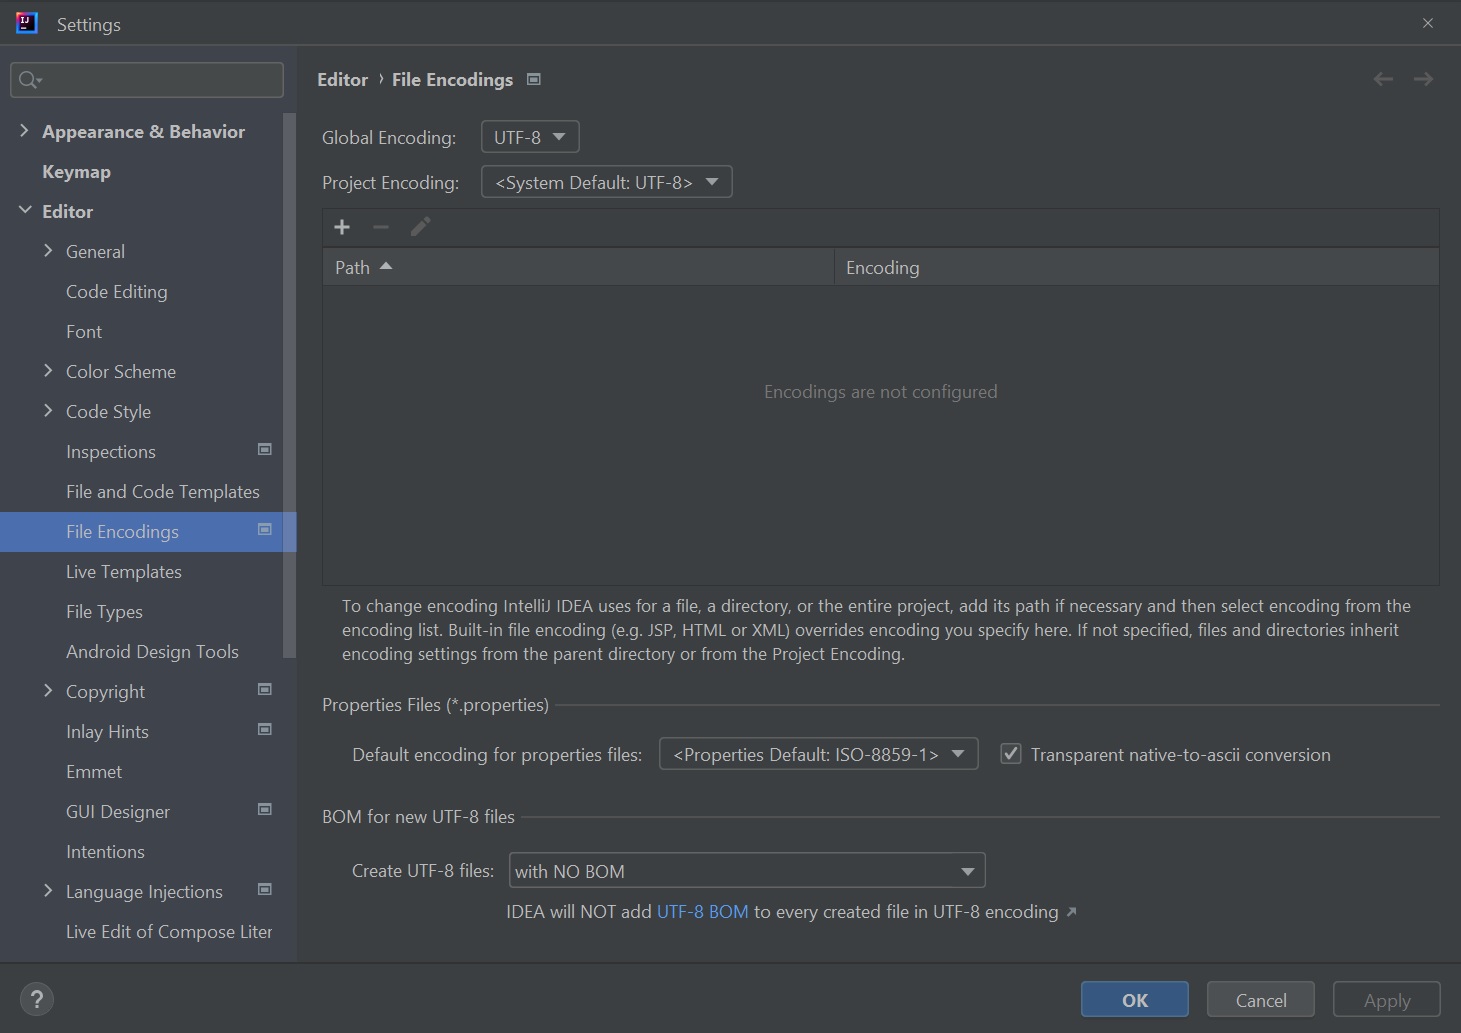 Settings
Editor › File Encodings
Appearance & Behavior
Keymap
Editor
General
Code Editing
Font
Color Scheme
Code Style
Inspections
File and Code Templates
File Encodings
Live Templates
File Types
Android Design Tools
Copyright
Inlay Hints
Emmet
GUI Designer
Intentions
Language Injections
Live Edit of Compose Liter
Global Encoding: UTF-8
Project Encoding: <System Default: UTF-8>
Path Encoding
Encodings are not configured
To change encoding IntelliJ IDEA uses for a file, a directory, or the entire project, add its path if necessary and then select encoding from the
encoding list. Built-in file encoding (e.g. JSP, HTML or XML) overrides encoding you specify here. If not specified, files and directories inherit
encoding settings from the parent directory or from the Project Encoding.
Properties Files (*.properties)
Default encoding for properties files: <Properties Default: ISO-8859-1> Transparent native-to-ascii conversion
BOM for new UTF-8 files
Create UTF-8 files: with NO BOM
IDEA will NOT add UTF-8 BOM to every created file in UTF-8 encoding
? OK Cancel Apply